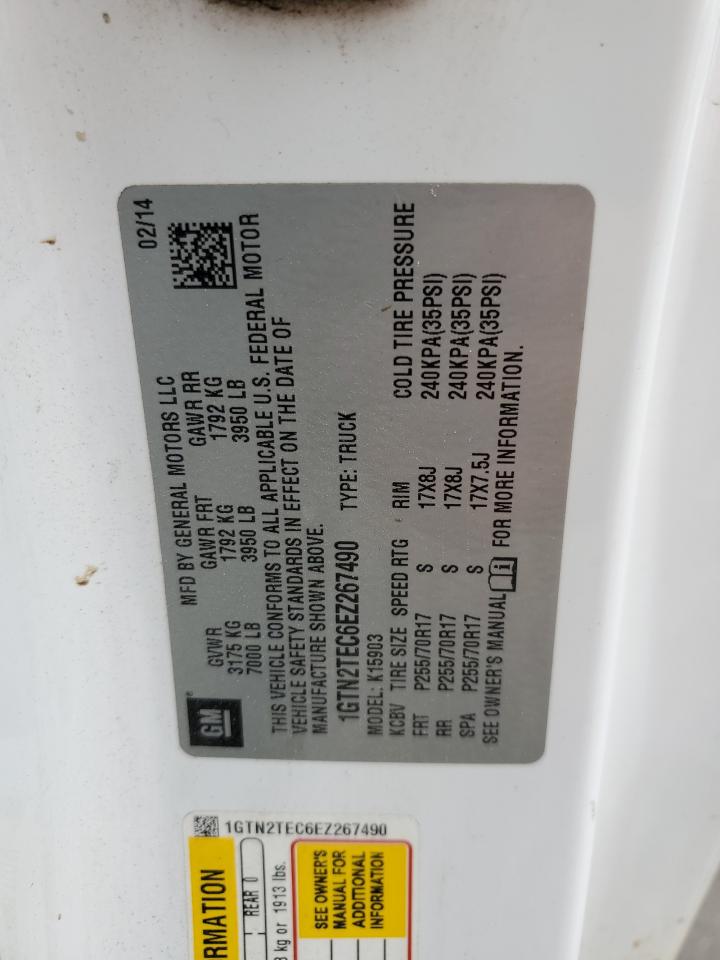 GM®
MFD BY GENERAL MOTORS LLC 02/14
GVWR GAWR FRT GAWR RR
3175 KG 1792 KG 1792 KG
7000 LB 3950 LB 3950 LB
THIS VEHICLE CONFORMS TO ALL APPLICABLE U.S. FEDERAL MOTOR
VEHICLE SAFETY STANDARDS IN EFFECT ON THE DATE OF
MANUFACTURE SHOWN ABOVE.
1GTN2TEC6EZ267490 TYPE: TRUCK
MODEL: K15903
KCBV TIRE SIZE SPEED RTG RIM COLD TIRE PRESSURE
FRT P255/70R17 S 17X8J 240KPA(35PSI)
RR P255/70R17 S 17X8J 240KPA(35PSI)
SPA P255/70R17 S 17X7.5J 240KPA(35PSI)
SEE OWNER'S MANUAL i FOR MORE INFORMATION.
1GTN2TEC6EZ267490
REAR 0
kg or 1913 lbs.
SEE OWNER'S
MANUAL FOR
ADDITIONAL
INFORMATION